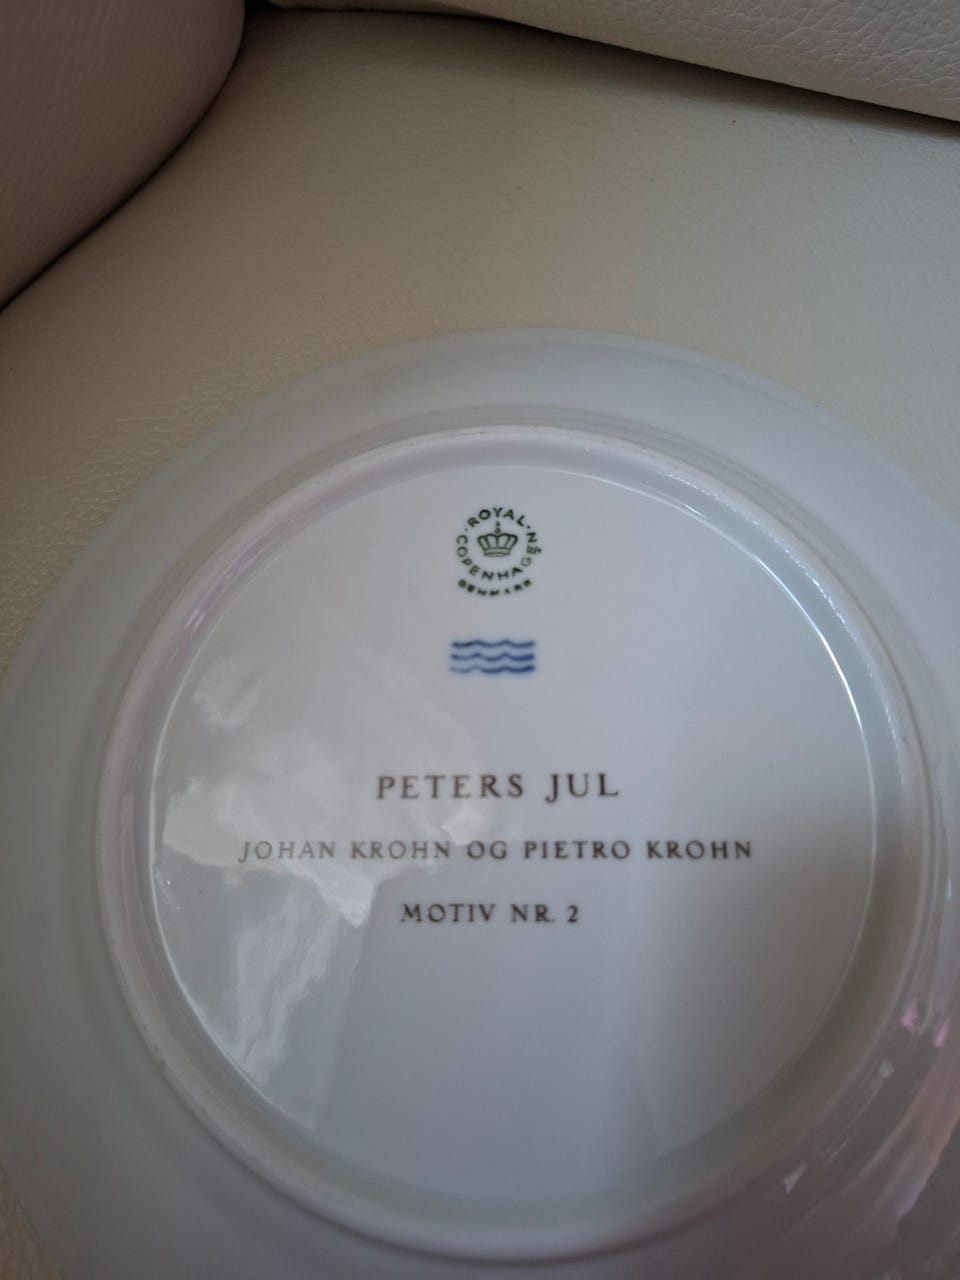 ROYAL
COPENHAGEN
DENMARK
PETERS JUL
JOHAN KROHN OG PIETRO KROHN
MOTIV NR. 2